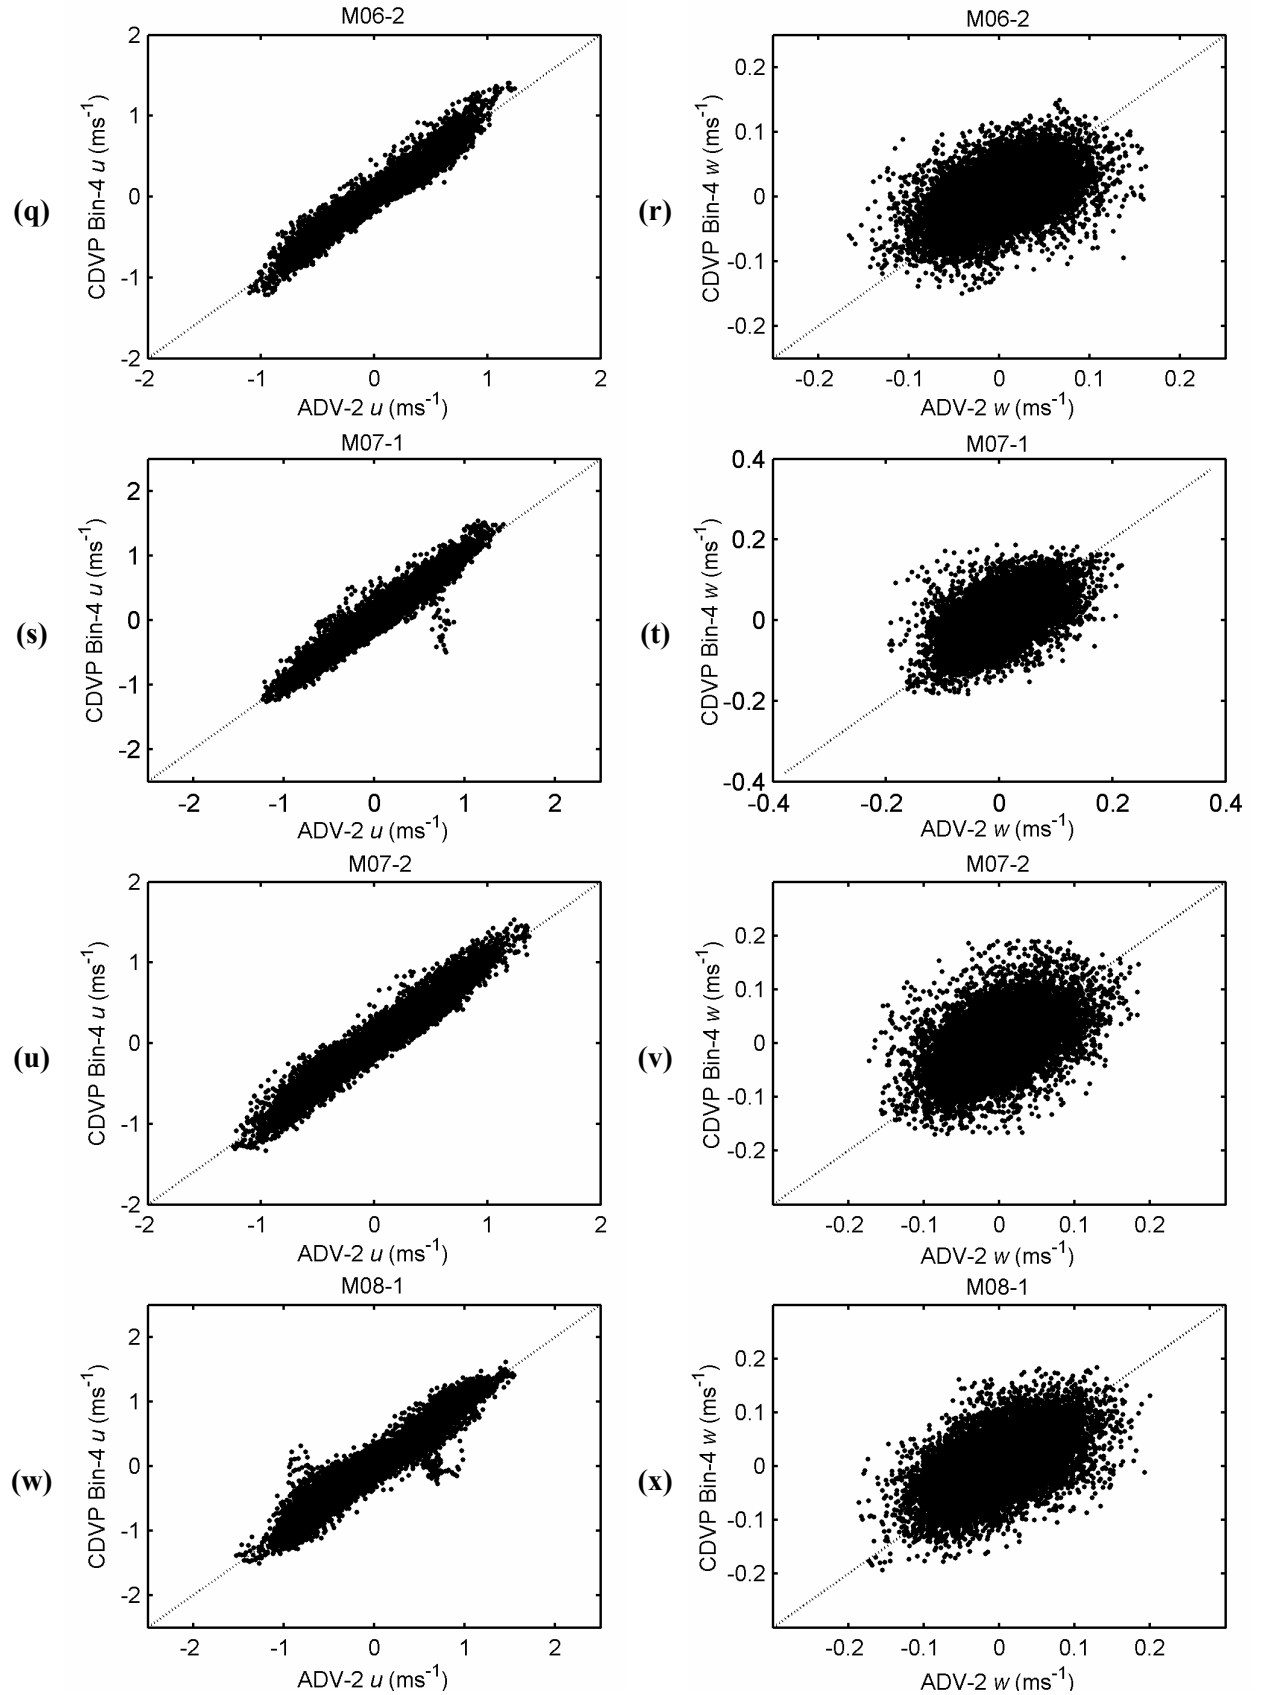 M06-2
2
1
0
-1
-2
-2
-1
0
1
2
CDVP Bin-4 u (ms-1)
ADV-2 u (ms-1)
(q)
M06-2
0.2
0.1
0
-0.1
-0.2
-0.2
-0.1
0
0.1
0.2
CDVP Bin-4 w (ms-1)
ADV-2 w (ms-1)
(r)
M07-1
2
1
0
-1
-2
-2
-1
0
1
2
CDVP Bin-4 u (ms-1)
ADV-2 u (ms-1)
(s)
M07-1
0.4
0.2
0
-0.2
-0.4
-0.4
-0.2
0
0.2
0.4
CDVP Bin-4 w (ms-1)
ADV-2 w (ms-1)
(t)
M07-2
2
1
0
-1
-2
-2
-1
0
1
2
CDVP Bin-4 u (ms-1)
ADV-2 u (ms-1)
(u)
M07-2
0.2
0.1
0
-0.1
-0.2
-0.2
-0.1
0
0.1
0.2
CDVP Bin-4 w (ms-1)
ADV-2 w (ms-1)
(v)
M08-1
2
1
0
-1
-2
-2
-1
0
1
2
CDVP Bin-4 u (ms-1)
ADV-2 u (ms-1)
(w)
M08-1
0.2
0.1
0
-0.1
-0.2
-0.2
-0.1
0
0.1
0.2
CDVP Bin-4 w (ms-1)
ADV-2 w (ms-1)
(x)